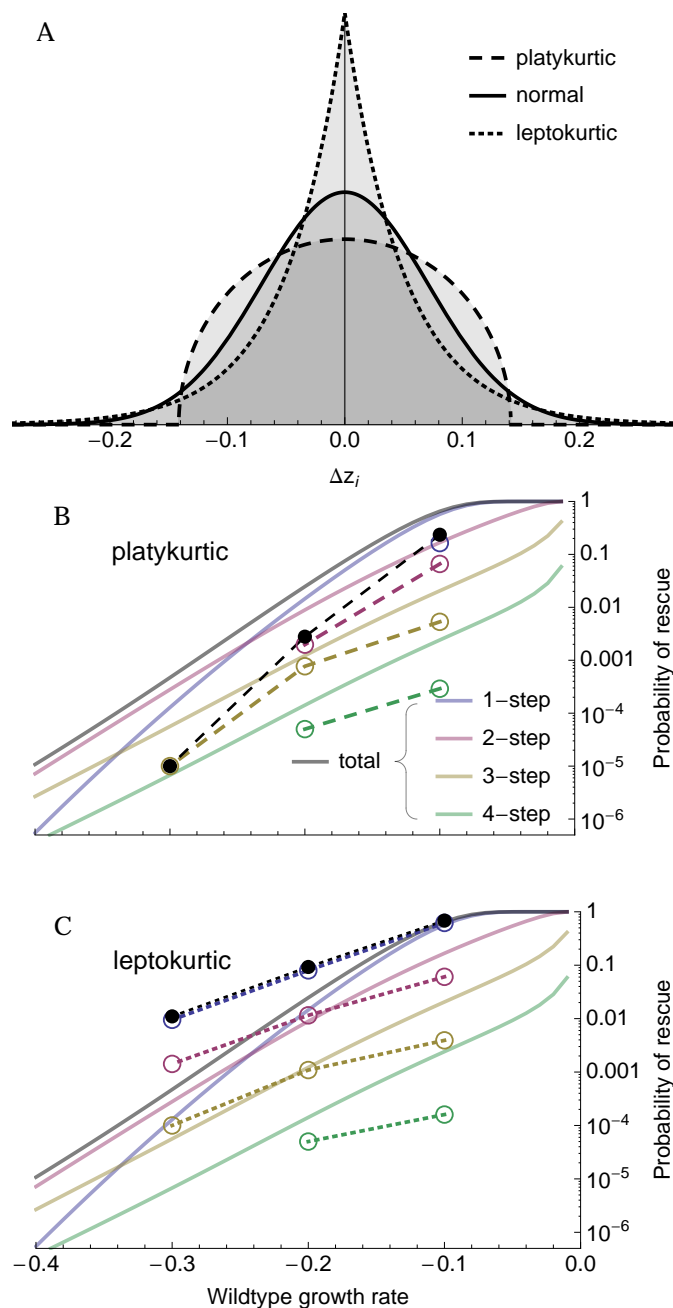 A
platykurtic
normal
leptokurtic
−0.2 −0.1 0.0 0.1 0.2
Δz_i
B
platykurtic
1
0.1
0.01
0.001
10^−4
10^−5
10^−6
Probability of rescue
total
1−step
2−step
3−step
4−step
C
leptokurtic
1
0.1
0.01
0.001
10^−4
10^−5
10^−6
Probability of rescue
−0.4 −0.3 −0.2 −0.1 0.0
Wildtype growth rate